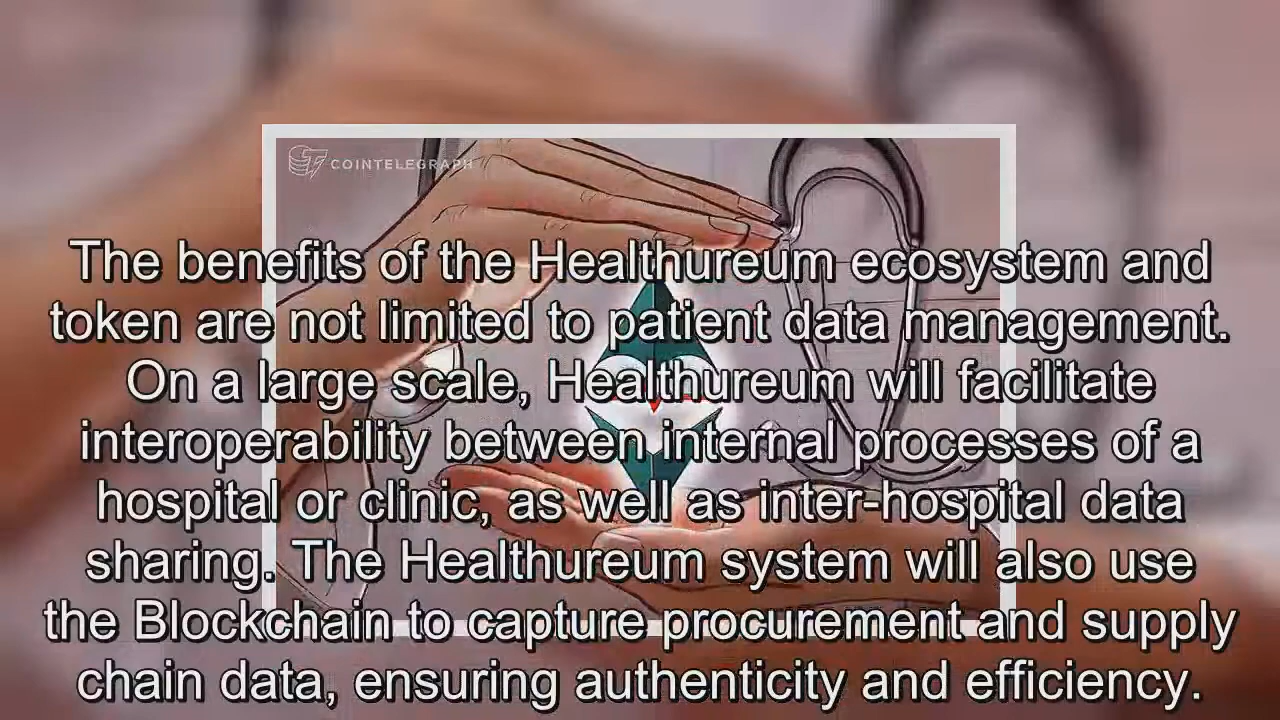 COINTELEGRAPH
The benefits of the Healthureum ecosystem and
token are not limited to patient data management.
On a large scale, Healthureum will facilitate
interoperability between internal processes of a
hospital or clinic, as well as inter-hospital data
sharing. The Healthureum system will also use
the Blockchain to capture procurement and supply
chain data, ensuring authenticity and efficiency.